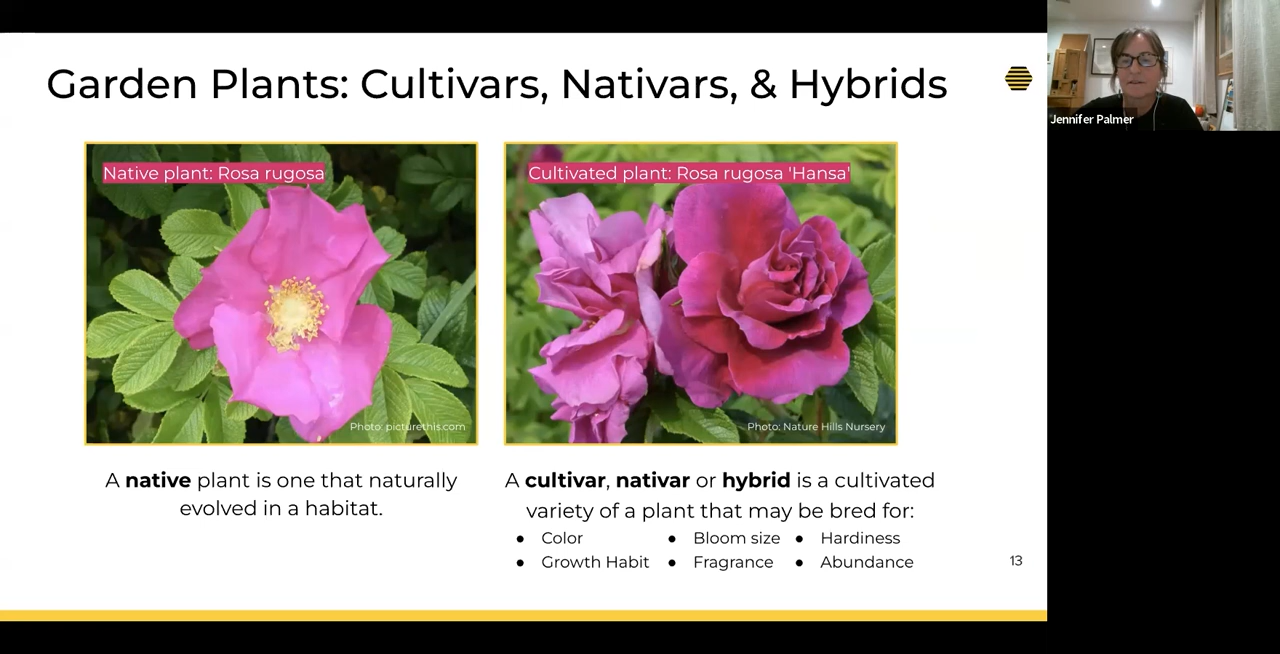 Garden Plants: Cultivars, Nativars, & Hybrids
Jennifer Palmer
Native plant: Rosa rugosa
Photo: picturethis.com
Cultivated plant: Rosa rugosa 'Hansa'
Photo: Nature Hills Nursery
A native plant is one that naturally
evolved in a habitat.
A cultivar, nativar or hybrid is a cultivated
variety of a plant that may be bred for:
● Color ● Bloom size ● Hardiness
● Growth Habit ● Fragrance ● Abundance
13